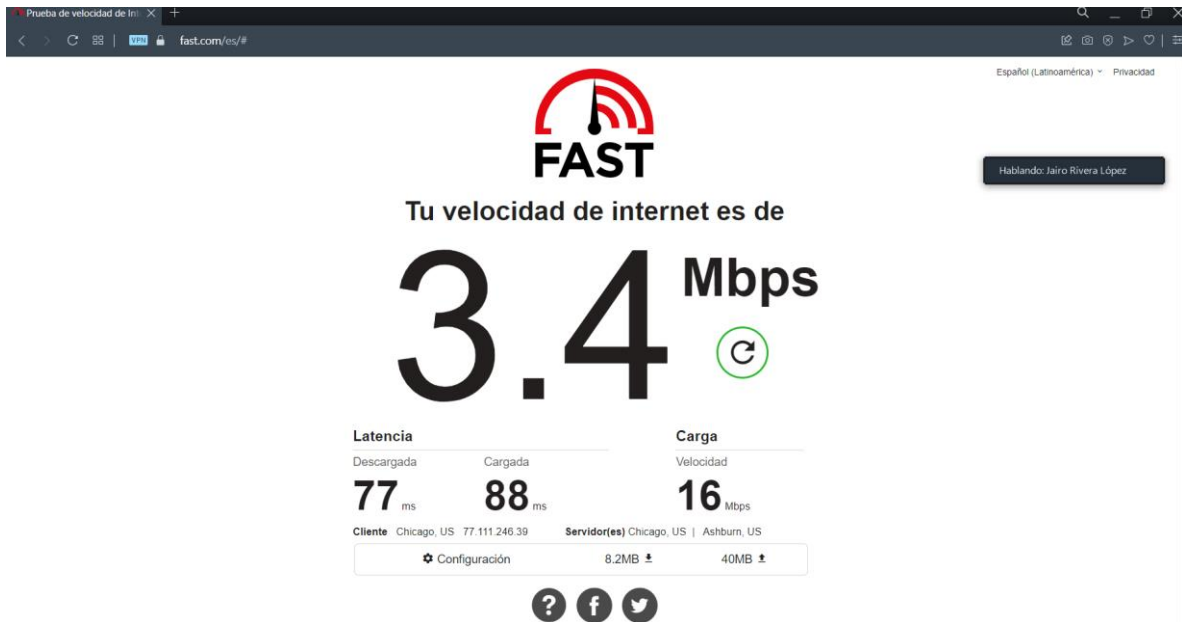 Prueba de velocidad de Int
VPN fast.com/es/#
Español (Latinoamérica) Privacidad
FAST
Hablando: Jairo Rivera López
Tu velocidad de internet es de
3.4 Mbps
Latencia Carga
Descargada Cargada Velocidad
77 ms 88 ms 16 Mbps
Cliente Chicago, US 77.111.246.39 Servidor(es) Chicago, US | Ashburn, US
Configuración 8.2MB 40MB
?